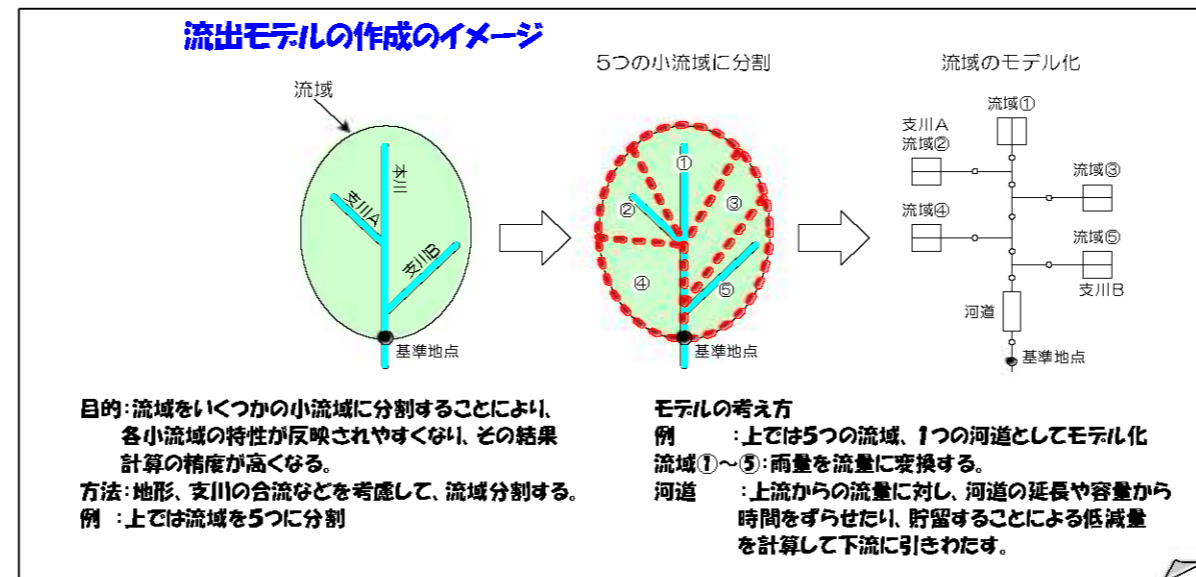 流出モデルの作成のイメージ
流域
本川
支川A
支川B
基準地点
5つの小流域に分割
①
②
③
④
⑤
基準地点
流域のモデル化
流域①
支川A
流域②
流域③
流域④
流域⑤
支川B
河道
基準地点
目的:流域をいくつかの小流域に分割することにより、
各小流域の特性が反映されやすくなり、その結果
計算の精度が高くなる。
方法:地形、支川の合流などを考慮して、流域分割する。
例 :上では流域を5つに分割
モデルの考え方
例 :上では5つの流域、1つの河道としてモデル化
流域①~⑤:雨量を流量に変換する。
河道 :上流からの流量に対し、河道の延長や容量から
時間をずらせたり、貯留することによる低減量
を計算して下流に引きわたす。